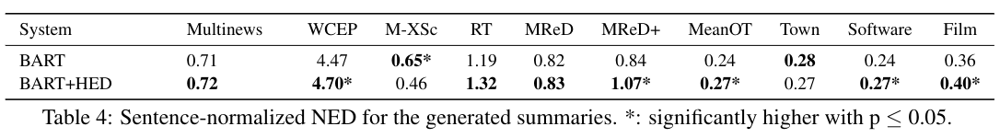 System Multinews WCEP M-XSc RT MReD MReD+ MeanOT Town Software Film
BART 0.71 4.47 0.65* 1.19 0.82 0.84 0.24 0.28 0.24 0.36
BART+HED 0.72 4.70* 0.46 1.32 0.83 1.07* 0.27* 0.27 0.27* 0.40*
Table 4: Sentence-normalized NED for the generated summaries. *: significantly higher with p ≤ 0.05.